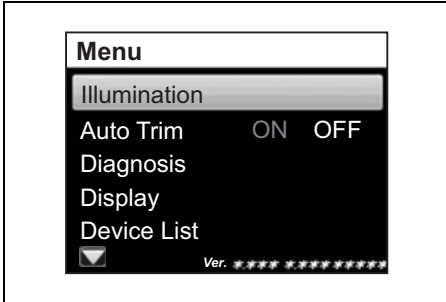 Menu
Illumination
Auto Trim ON OFF
Diagnosis
Display
Device List
Ver. *.*** *.*** *****